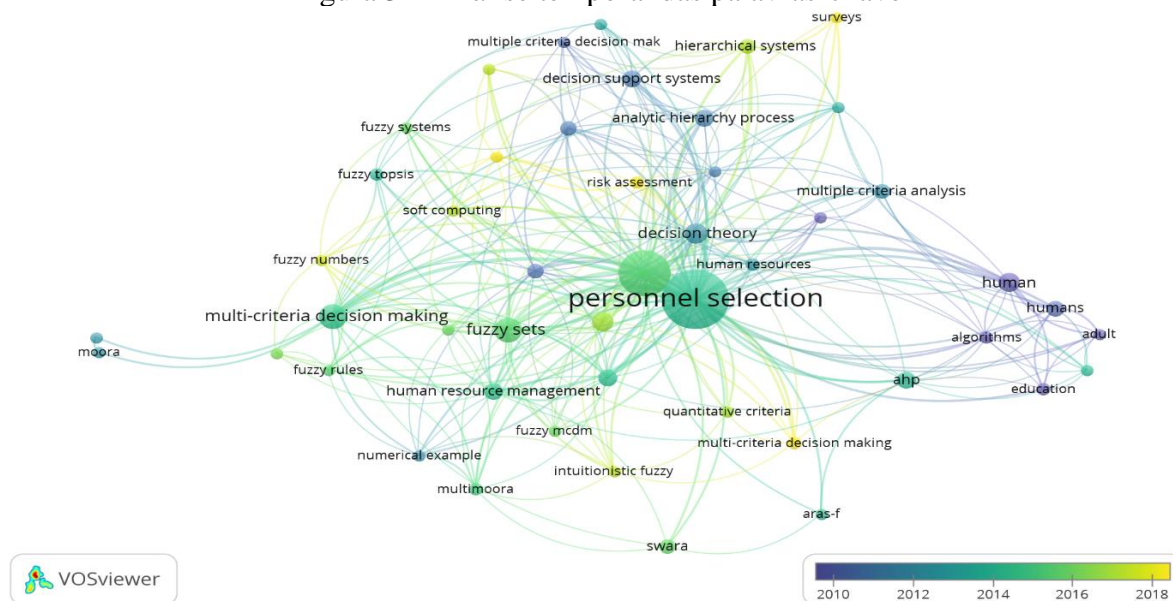 surveys
multiple criteria decision mak
hierarchical systems
decision support systems
analytic hierarchy process
fuzzy systems
fuzzy topsis
risk assessment
multiple criteria analysis
soft computing
decision theory
fuzzy numbers
human resources
human
personnel selection
humans
multi-criteria decision making
fuzzy sets
algorithms
adult
moora
fuzzy rules
ahp
human resource management
education
quantitative criteria
fuzzy mcdm
multi-criteria decision making
numerical example
intuitionistic fuzzy
multimoora
aras-f
swara
VOSviewer
2010 2012 2014 2016 2018